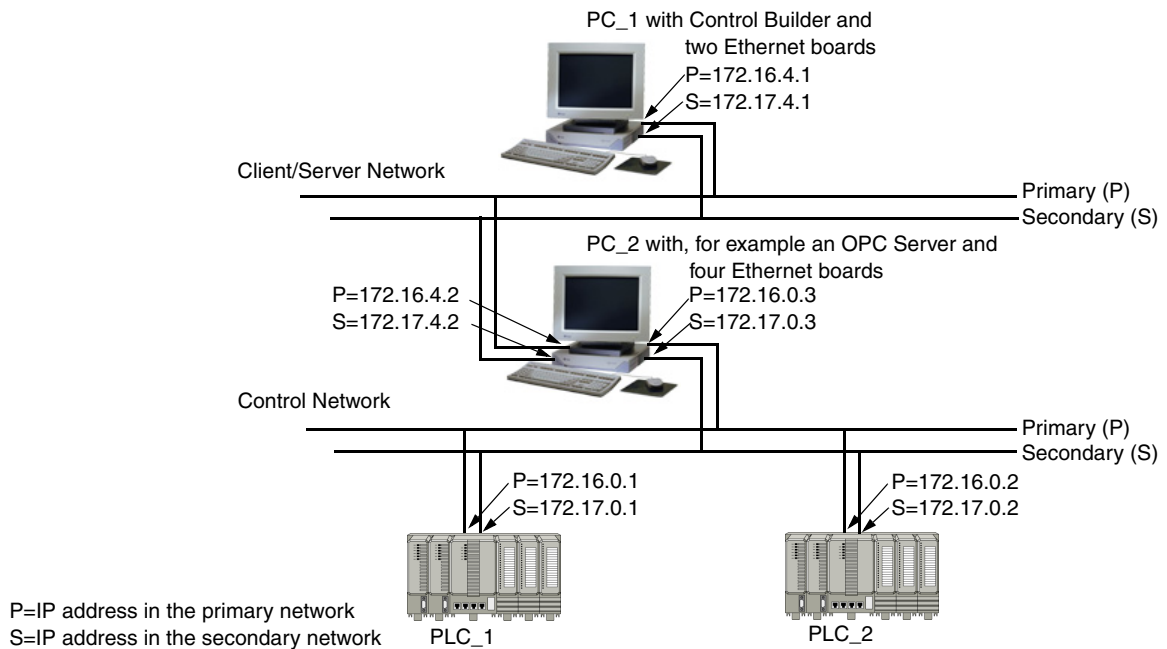 PC_1 with Control Builder and
two Ethernet boards
P=172.16.4.1
S=172.17.4.1
Client/Server Network
Primary (P)
Secondary (S)
PC_2 with, for example an OPC Server and
four Ethernet boards
P=172.16.4.2
S=172.17.4.2
P=172.16.0.3
S=172.17.0.3
Control Network
Primary (P)
Secondary (S)
P=172.16.0.1
S=172.17.0.1
P=172.16.0.2
S=172.17.0.2
P=IP address in the primary network
S=IP address in the secondary network
PLC_1
PLC_2